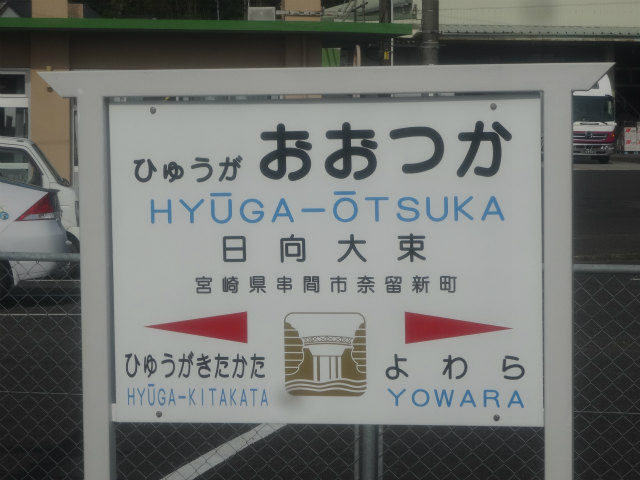 ひゅうが おおつか
HYŪGA-ŌTSUKA
日向大束
宮崎県串間市奈留新町
ひゅうがきたかた
HYŪGA-KITAKATA
よわら
YOWARA